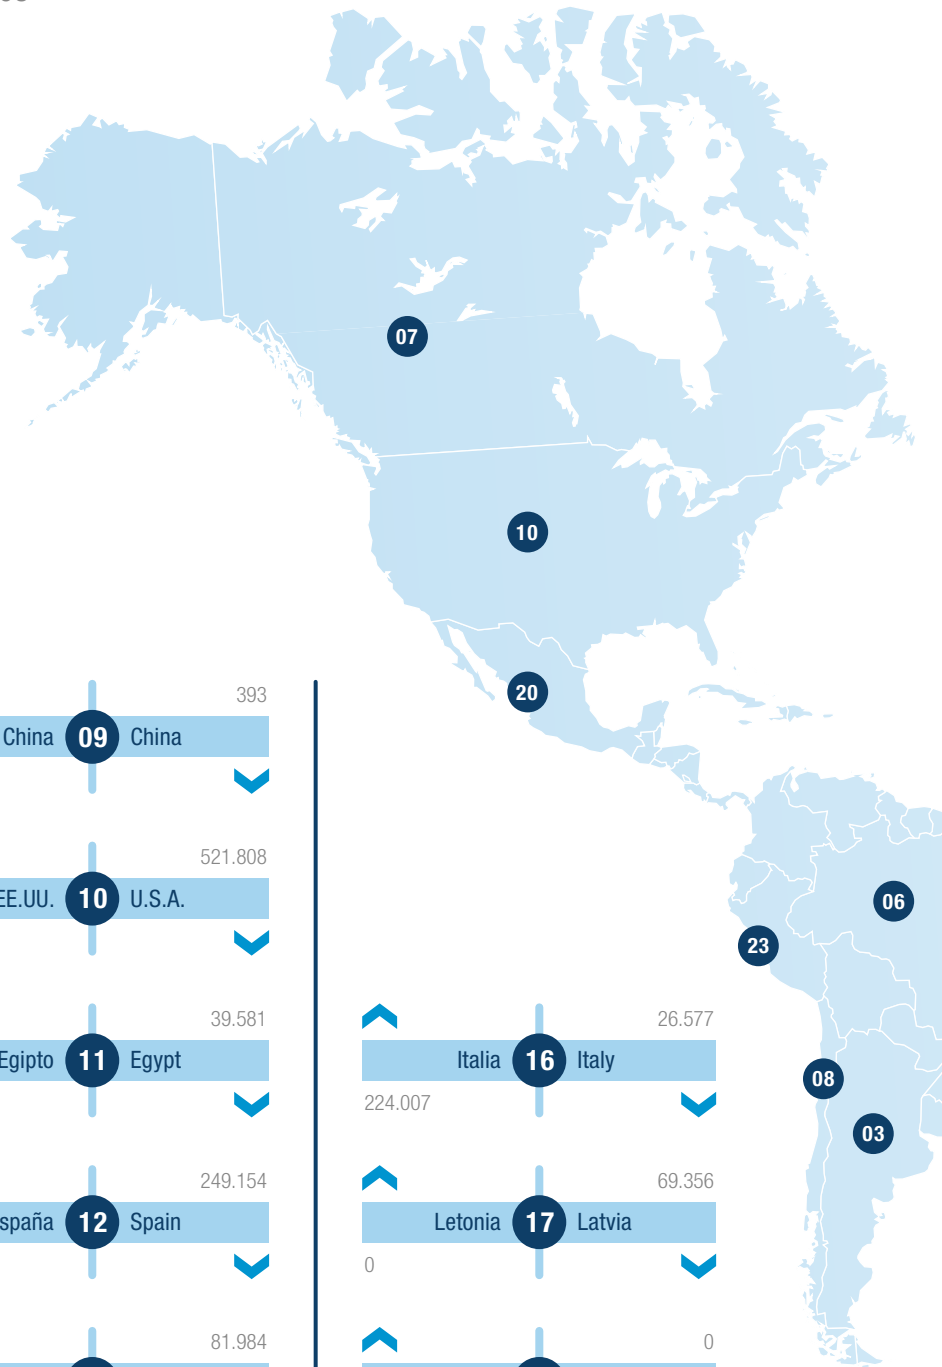 07
10
20
06
23
08
03
393
China 09 China
521.808
EE.UU. 10 U.S.A.
39.581
Egipto 11 Egypt
249.154
12 Spain
81.984
26.577
Italia 16 Italy
224.007
69.356
Letonia 17 Latvia
0
0